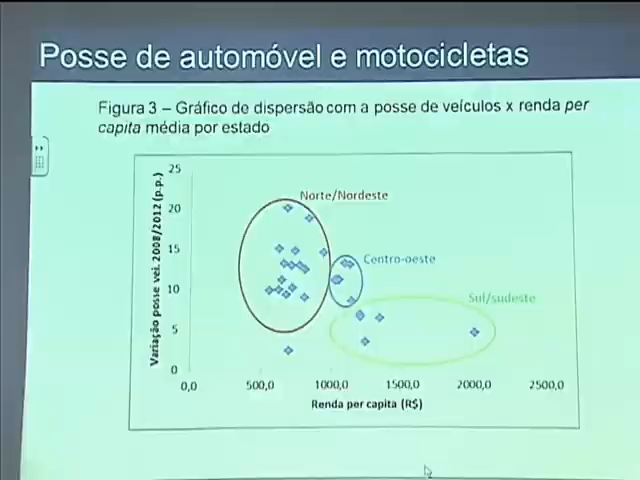 Posse de automóvel e motocicletas
Figura 3 – Gráfico de dispersão com a posse de veículos x renda per
capita média por estado
Variação posse vei. 2008/2012 (p.p.)
25
20
15
10
5
0
Norte/Nordeste
Centro-oeste
Sul/sudeste
0,0 500,0 1000,0 1500,0 2000,0 2500,0
Renda per capita (R$)